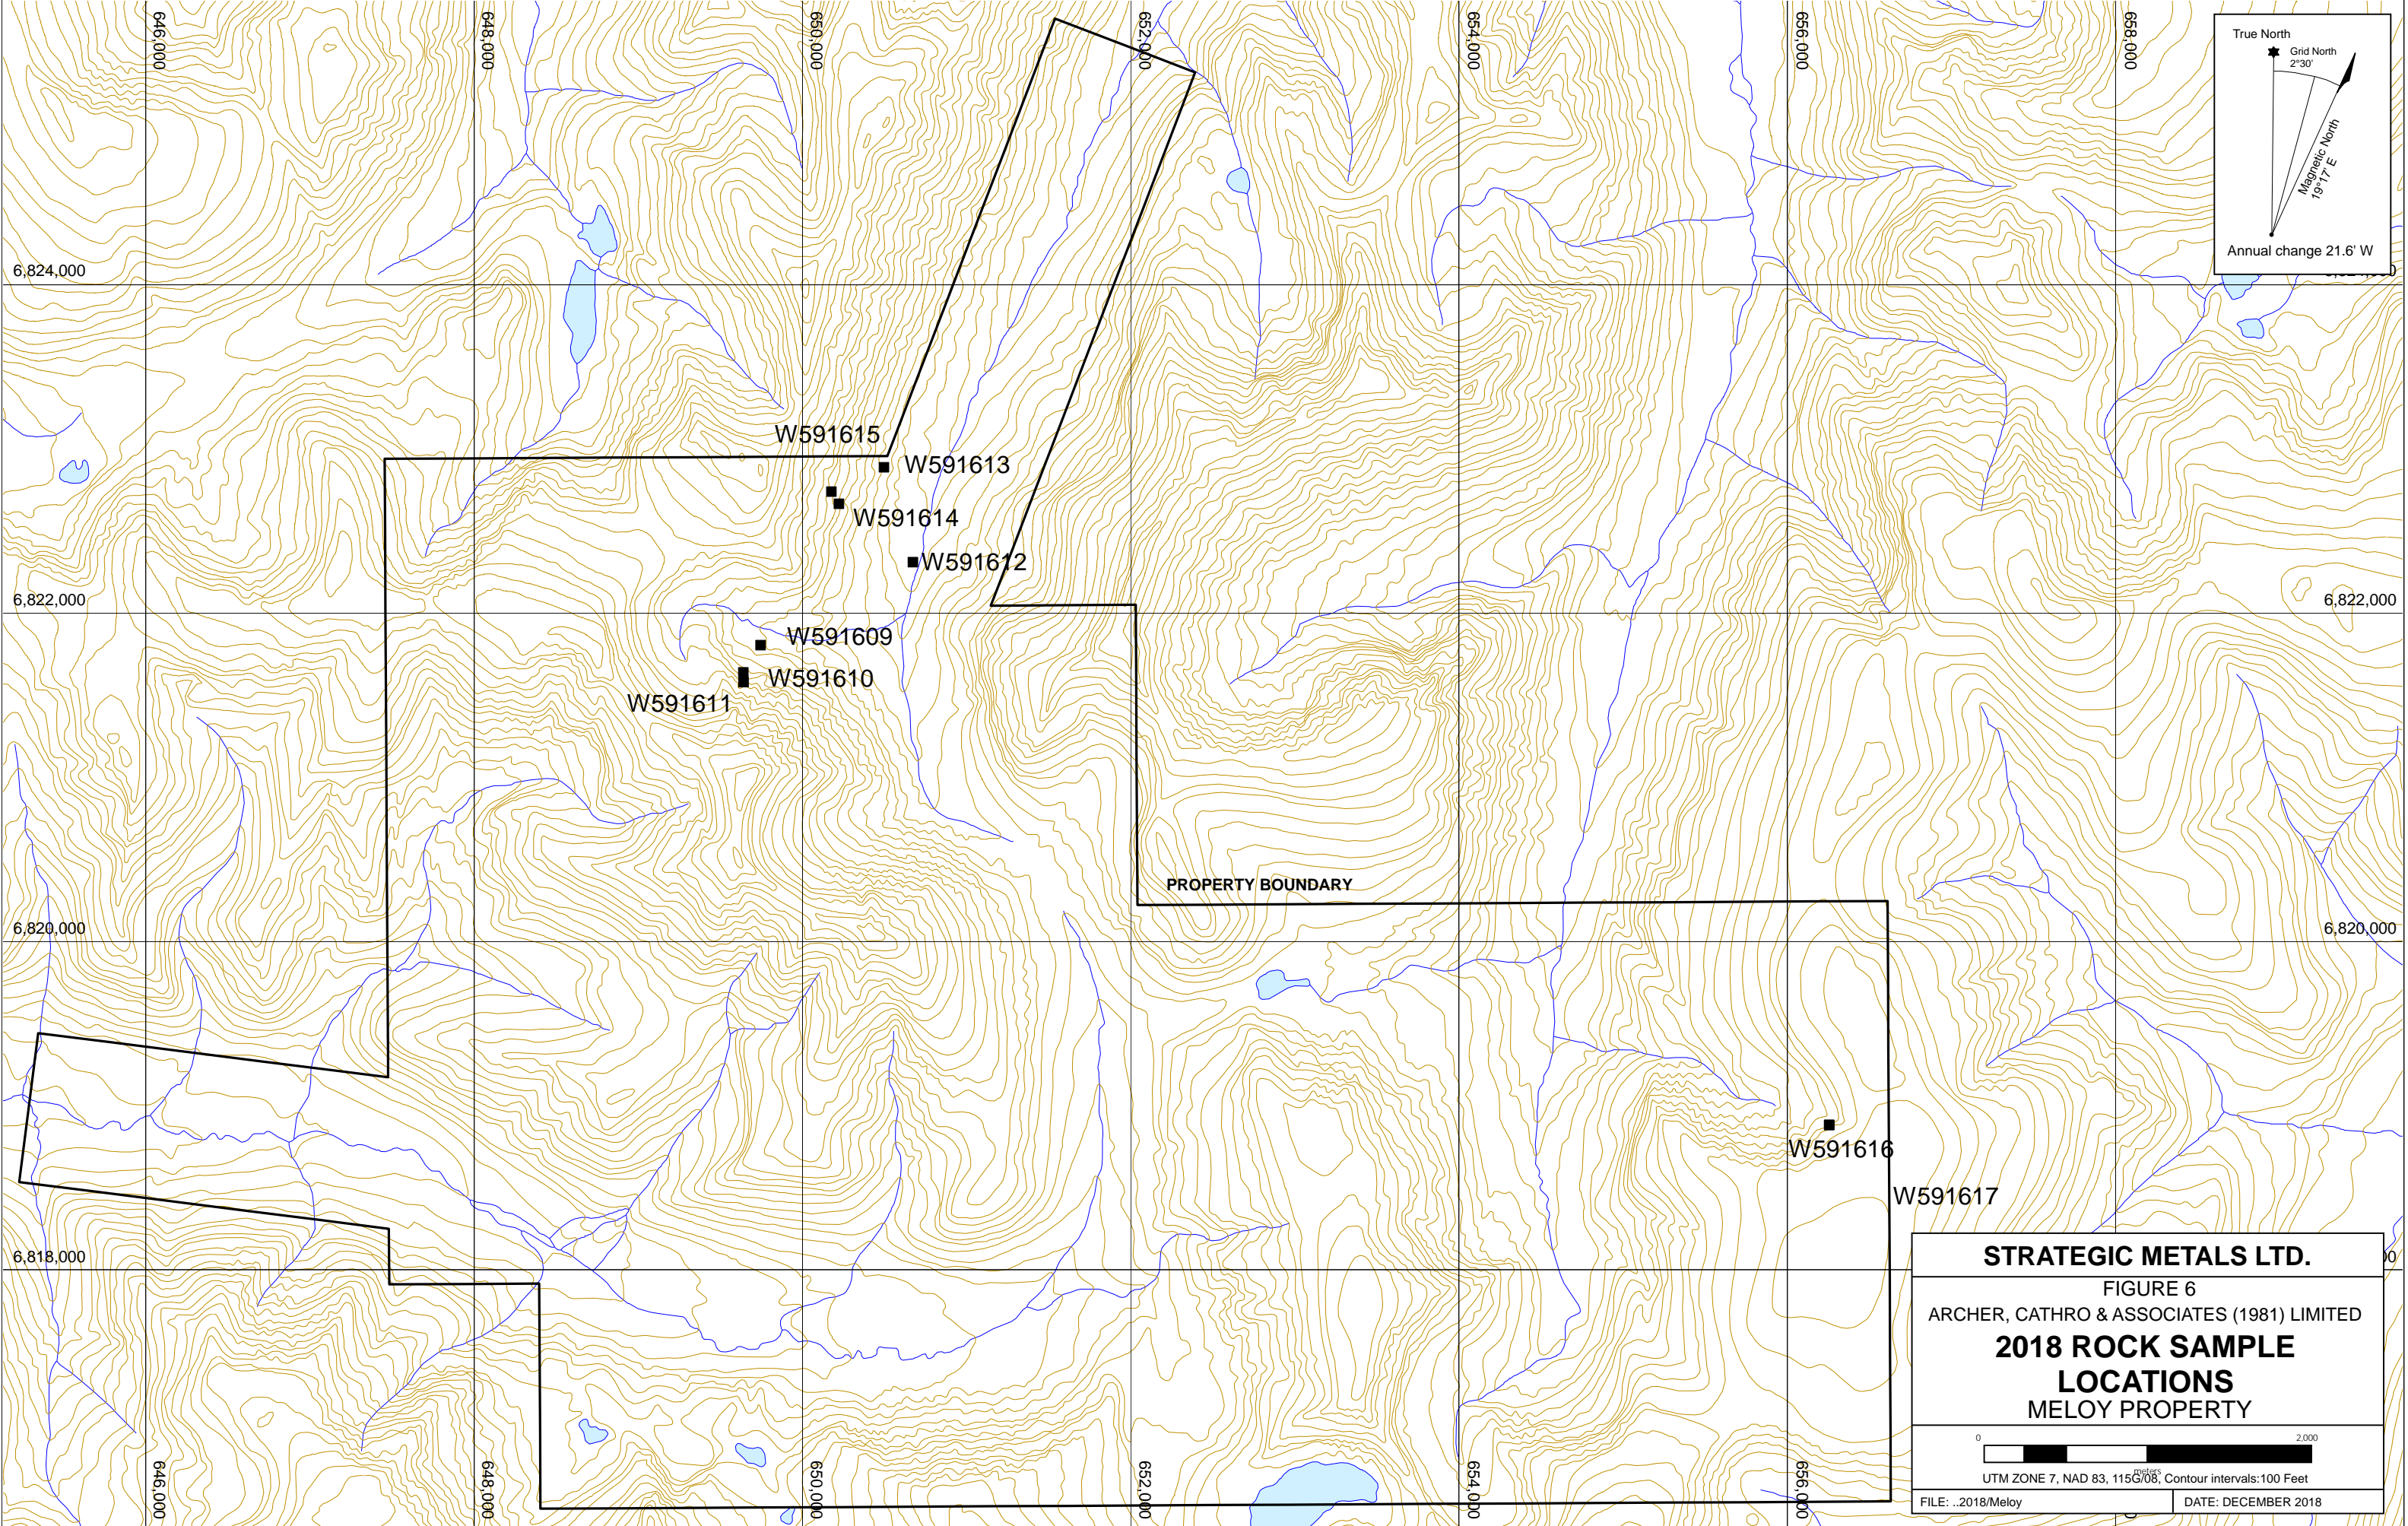 646,000
648,000
650,000
652,000
654,000
656,000
658,000
True North
Grid North
2°30'
Magnetic North
19°17' E
Annual change 21.6' W
6,824,000
W591615
W591613
W591614
W591612
6,822,000
6,822,000
W591609
W591610
W591611
PROPERTY BOUNDARY
6,820,000
6,820,000
W591616
W591617
6,818,000
STRATEGIC METALS LTD.
FIGURE 6
ARCHER, CATHRO & ASSOCIATES (1981) LIMITED
2018 ROCK SAMPLE
LOCATIONS
MELOY PROPERTY
0 2,000
meters
UTM ZONE 7, NAD 83, 115G/08, Contour intervals:100 Feet
FILE: ..2018/Meloy
DATE: DECEMBER 2018
646,000
648,000
650,000
652,000
654,000
656,000